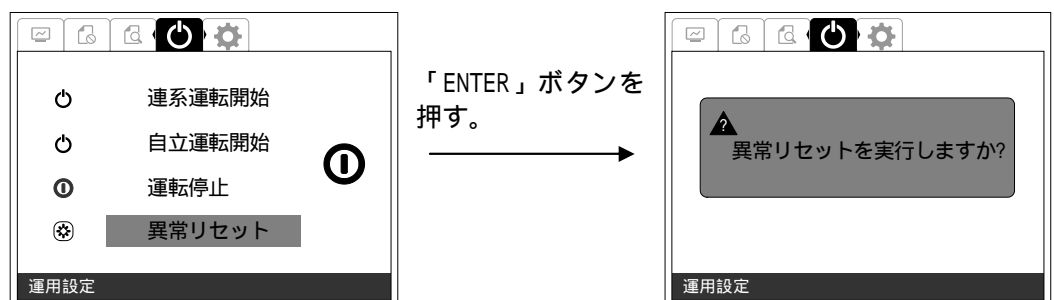 連系運転開始
自立運転開始
運転停止
異常リセット
運用設定
「ENTER」ボタンを
押す。
?
異常リセットを実行しますか?
運用設定